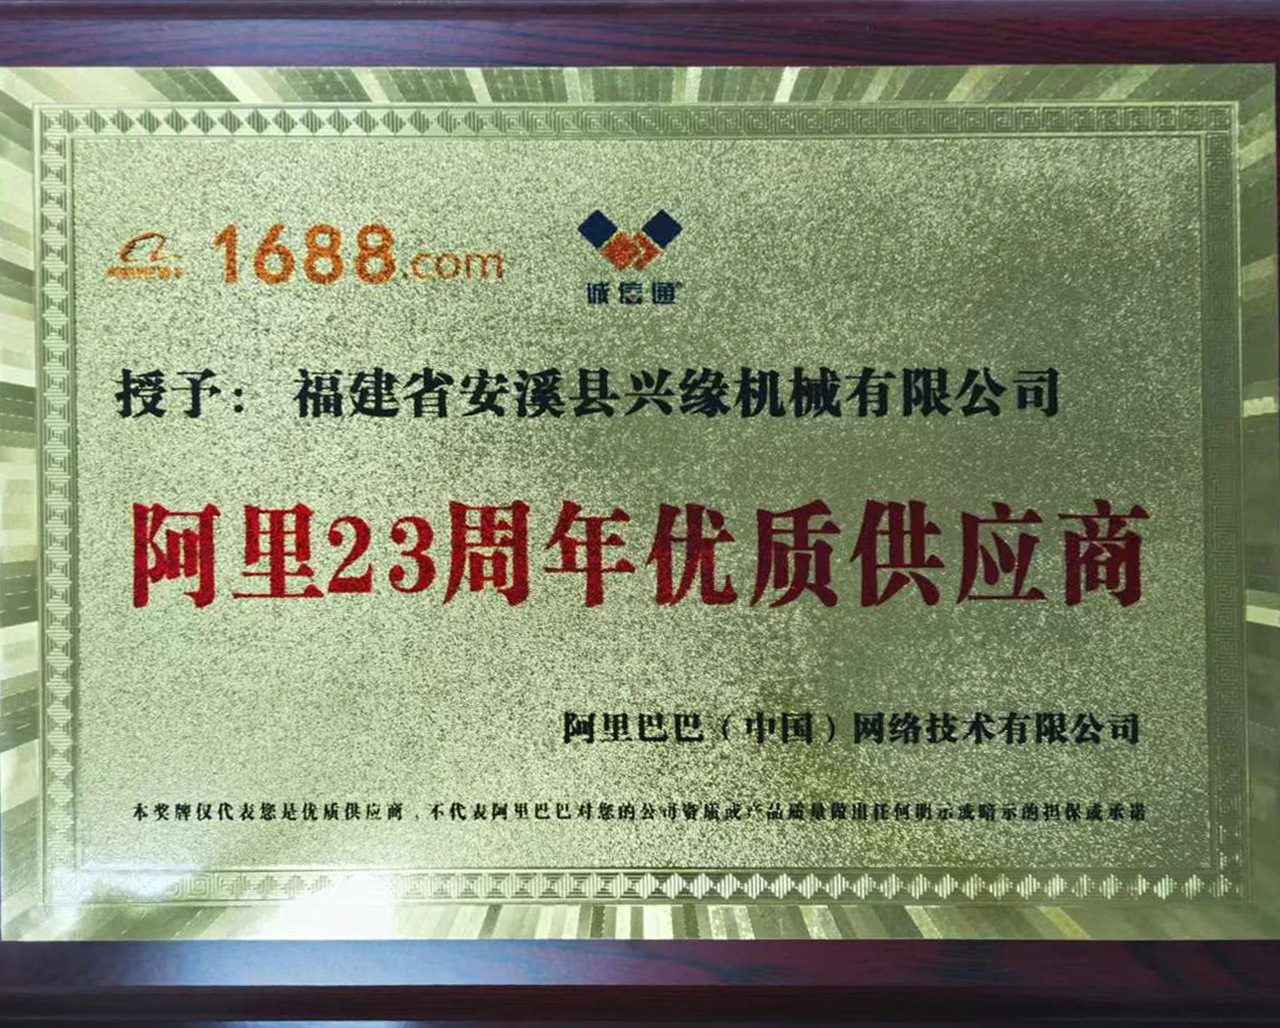 1688.com
诚信通
授予：福建省安溪县兴缘机械有限公司
阿里23周年优质供应商
阿里巴巴（中国）网络技术有限公司
本奖牌仅代表您是优质供应商，不代表阿里巴巴对您的公司资质或产品质量做出任何明示或暗示的担保或承诺